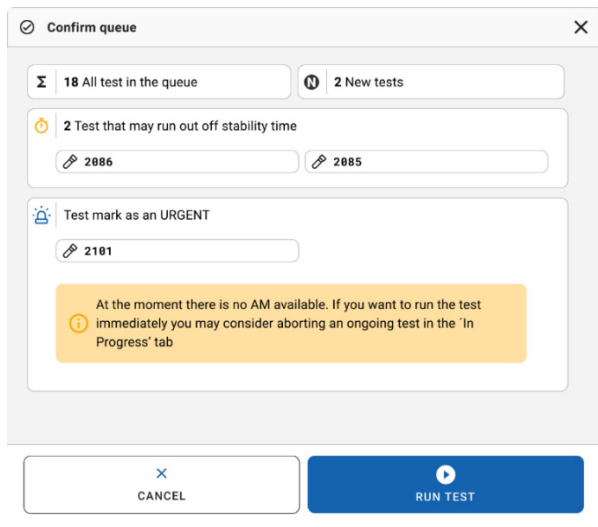 Confirm queue
Σ 18 All test in the queue
N 2 New tests
2 Test that may run out off stability time
2086
2085
Test mark as an URGENT
2101
At the moment there is no AM available. If you want to run the test
immediately you may consider aborting an ongoing test in the ´In
Progress’ tab
CANCEL
RUN TEST